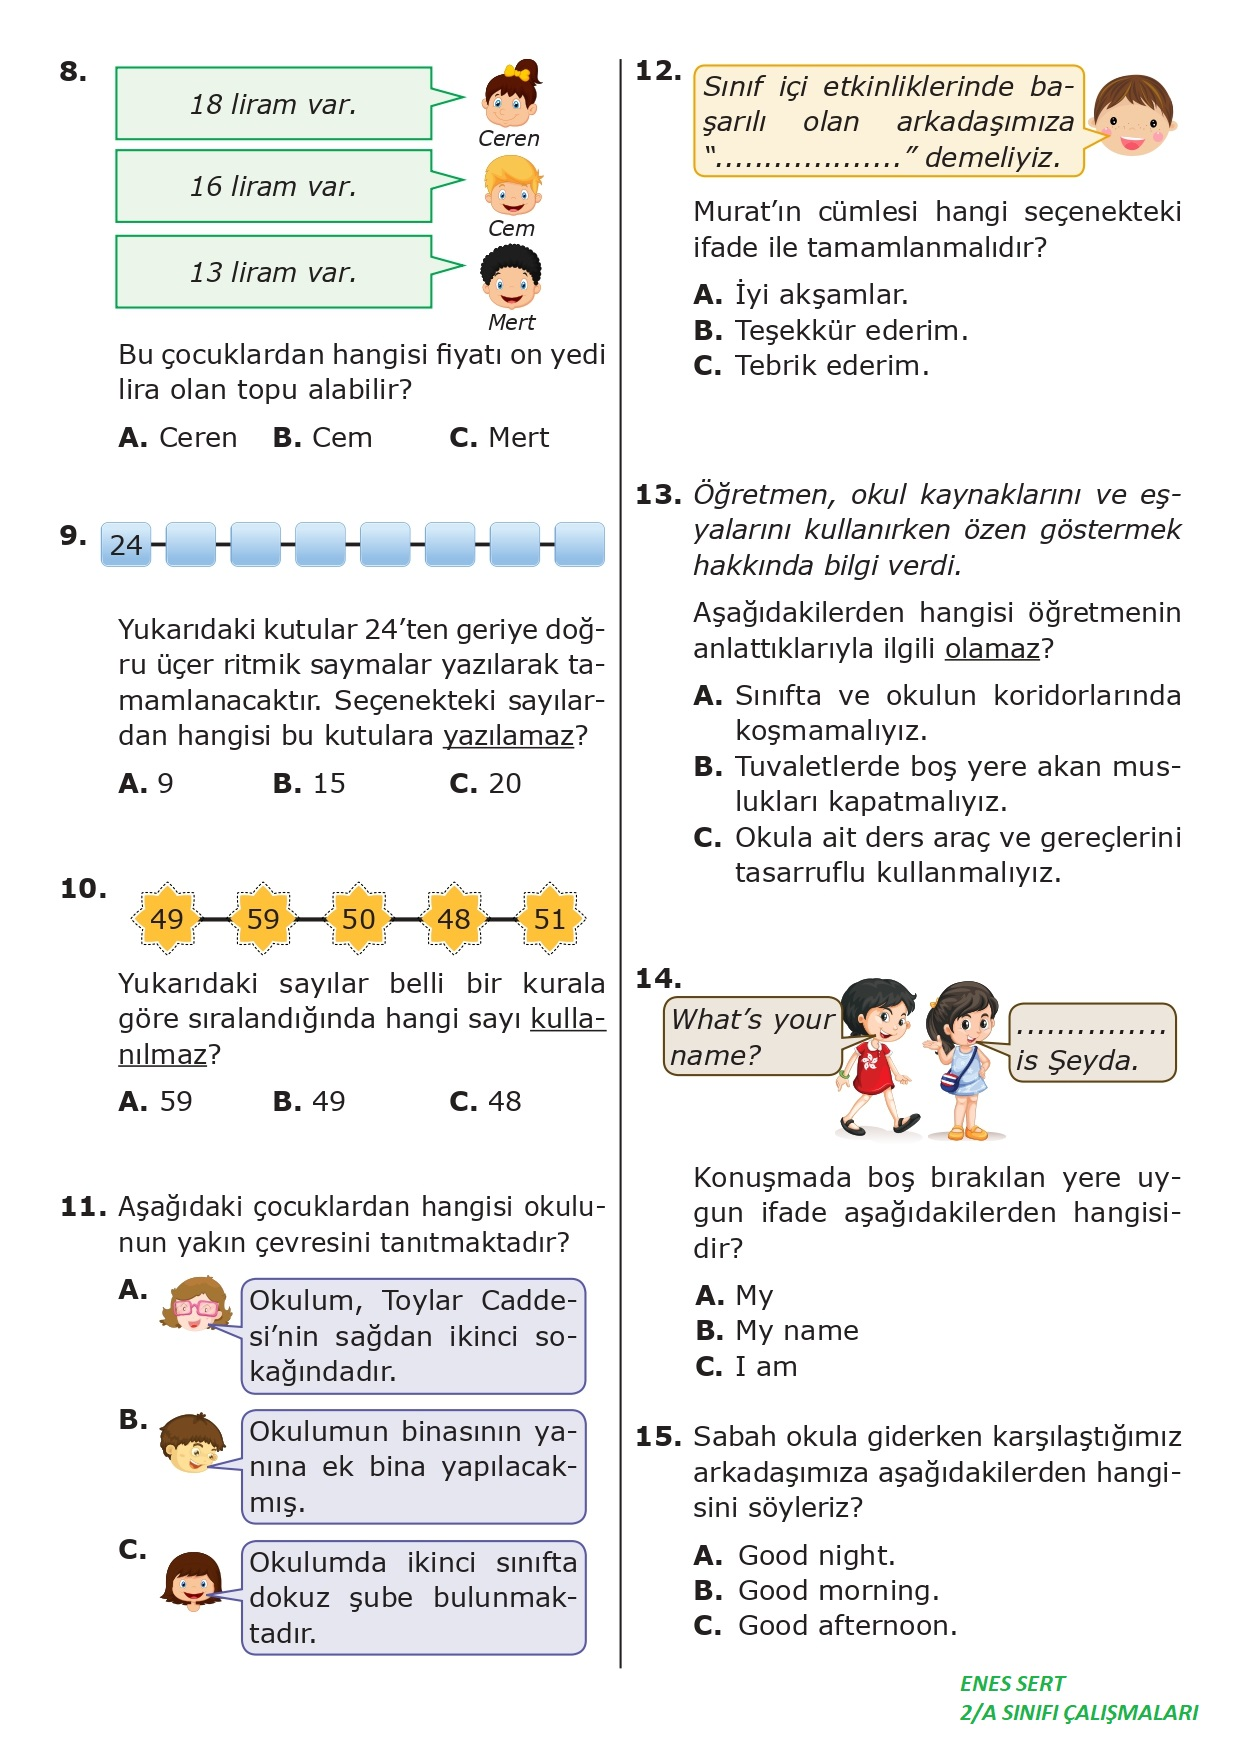 8.
18 liram var.
Ceren
16 liram var.
Cem
13 liram var.
Mert
Bu çocuklardan hangisi fiyatı on yedi
lira olan topu alabilir?
A. Ceren B. Cem C. Mert
9.
24
Yukarıdaki kutular 24’ten geriye doğ-
ru üçer ritmik saymalar yazılarak ta-
mamlanacaktır. Seçenekteki sayılar-
dan hangisi bu kutulara yazılamaz?
A. 9 B. 15 C. 20
10.
49 59 50 48 51
Yukarıdaki sayılar belli bir kurala
göre sıralandığında hangi sayı kulla-
nılmaz?
A. 59 B. 49 C. 48
11. Aşağıdaki çocuklardan hangisi okulu-
nun yakın çevresini tanıtmaktadır?
A.
Okulum, Toylar Cadde-
si’nin sağdan ikinci so-
kağındadır.
B.
Okulumun binasının ya-
nına ek bina yapılacak-
mış.
C.
Okulumda ikinci sınıfta
dokuz şube bulunmak-
tadır.
12.
Sınıf içi etkinliklerinde ba-
şarılı olan arkadaşımıza
“...................” demeliyiz.
Murat’ın cümlesi hangi seçenekteki
ifade ile tamamlanmalıdır?
A. İyi akşamlar.
B. Teşekkür ederim.
C. Tebrik ederim.
13. Öğretmen, okul kaynaklarını ve eş-
yalarını kullanırken özen göstermek
hakkında bilgi verdi.
Aşağıdakilerden hangisi öğretmenin
anlattıklarıyla ilgili olamaz?
A. Sınıfta ve okulun koridorlarında
koşmamalıyız.
B. Tuvaletlerde boş yere akan mus-
lukları kapatmalıyız.
C. Okula ait ders araç ve gereçlerini
tasarruflu kullanmalıyız.
14.
What’s your
name?
...............
is Şeyda.
Konuşmada boş bırakılan yere uy-
gun ifade aşağıdakilerden hangisi-
dir?
A. My
B. My name
C. I am
15. Sabah okula giderken karşılaştığımız
arkadaşımıza aşağıdakilerden hangi-
sini söyleriz?
A. Good night.
B. Good morning.
C. Good afternoon.
ENES SERT
2/A SINIFI ÇALIŞMALARI